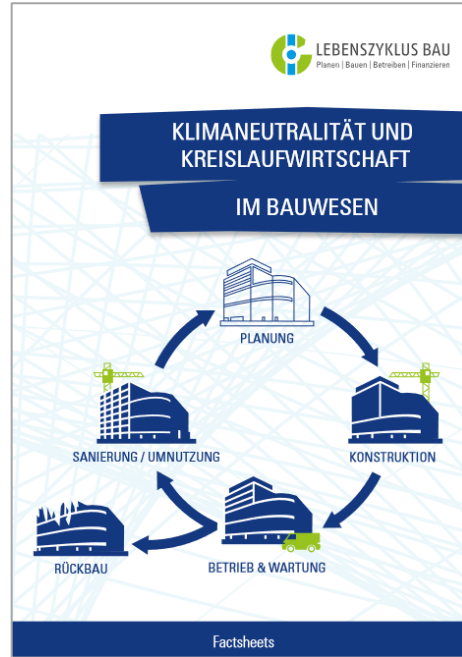 LEBENSZYKLUS BAU
Planen | Bauen | Betreiben | Finanzieren
KLIMANEUTRALITÄT UND
KREISLAUFWIRTSCHAFT
IM BAUWESEN
PLANUNG
SANIERUNG / UMNUTZUNG
KONSTRUKTION
RÜCKBAU
BETRIEB & WARTUNG
Factsheets